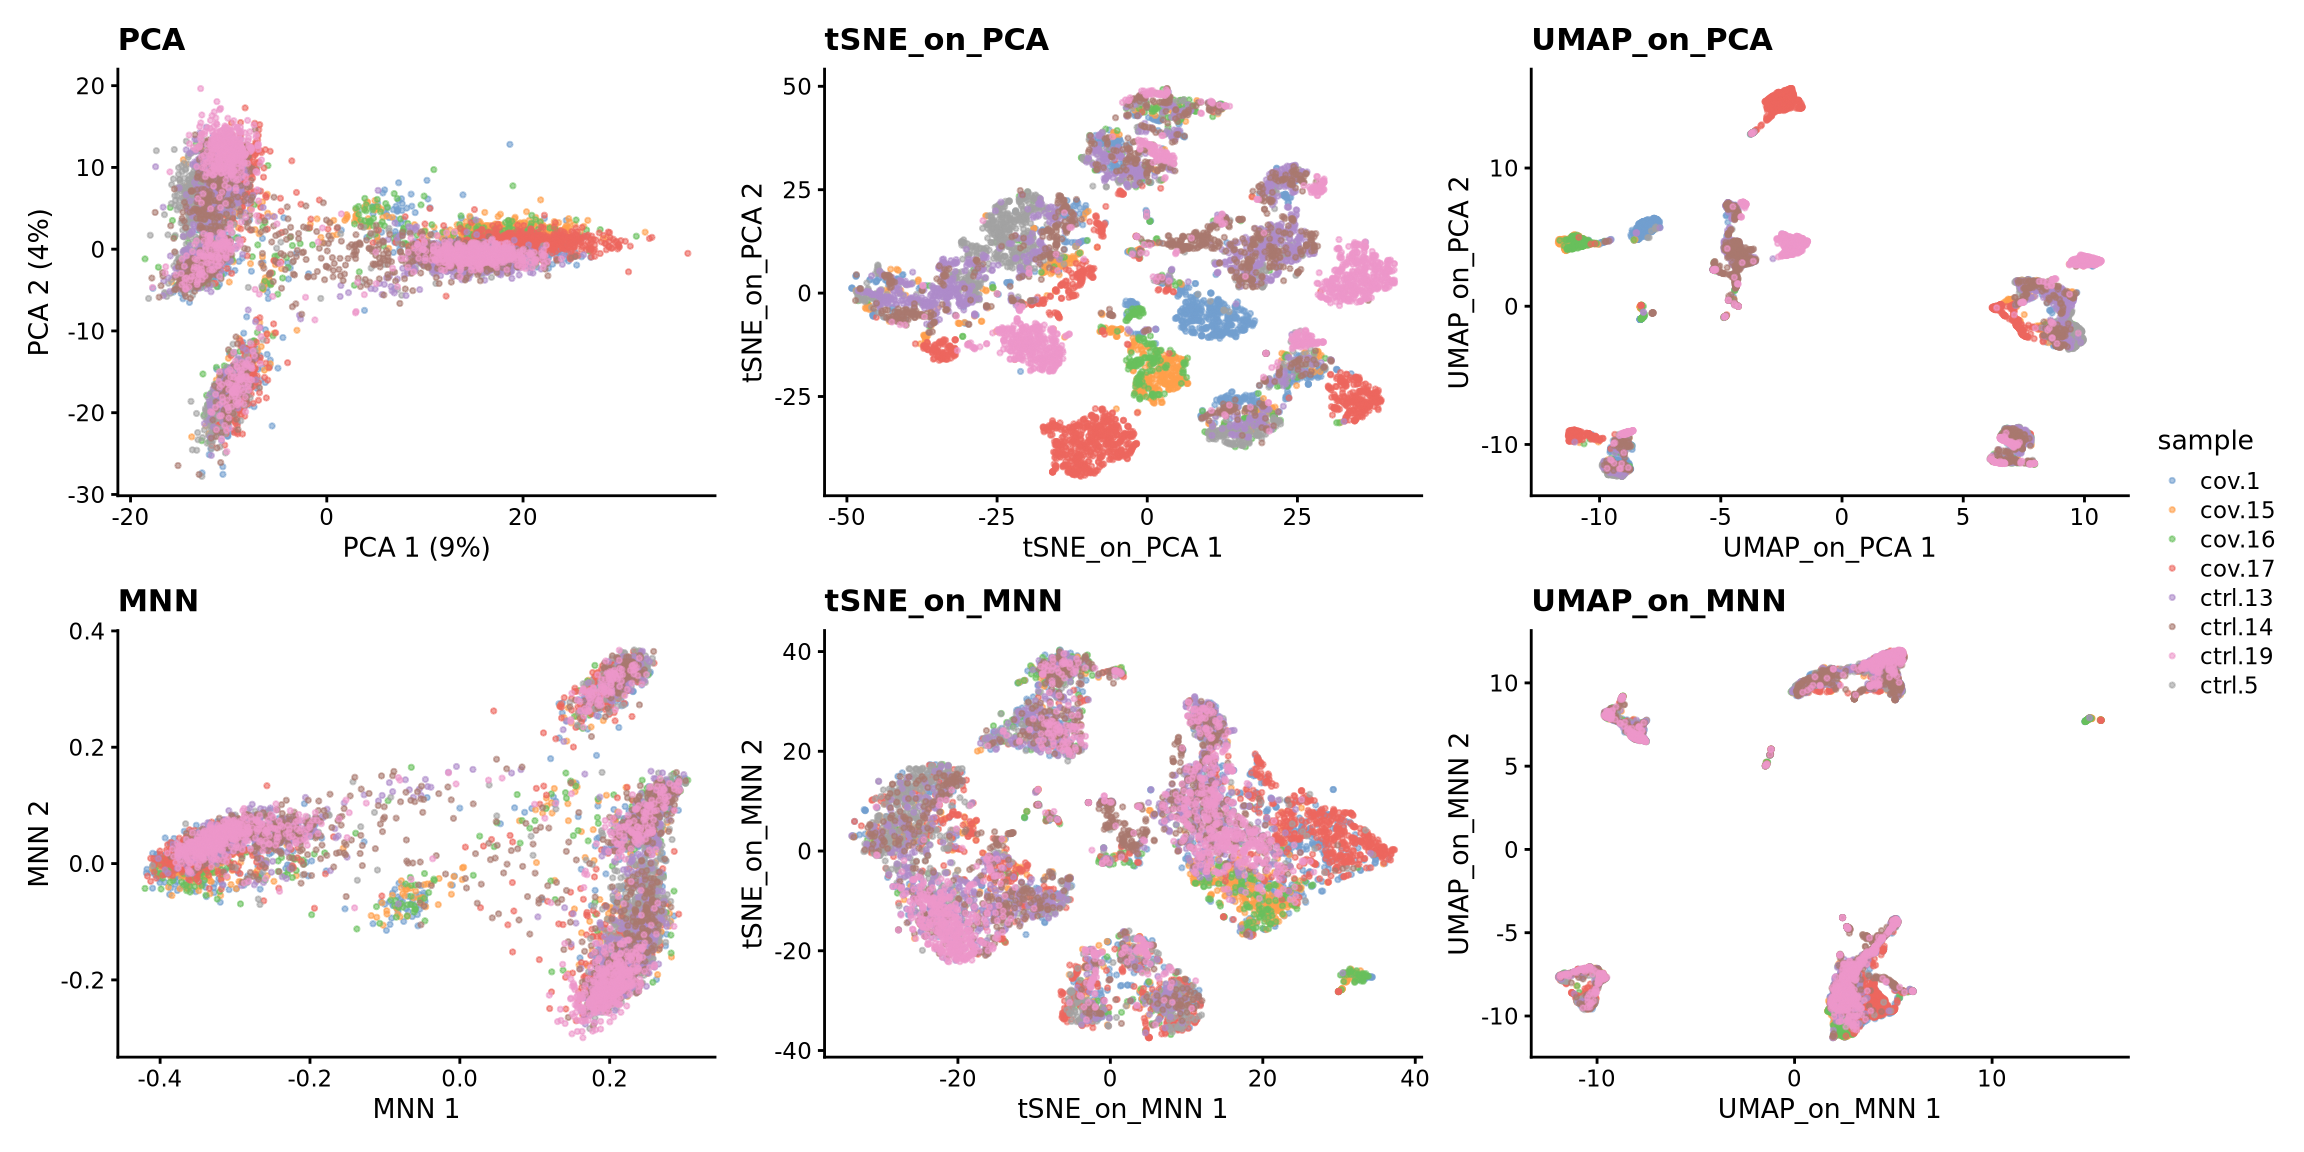 PCA
20
10
0
-10
-20
-30
PCA 2 (4%)
-20
0
20
PCA 1 (9%)
tSNE_on_PCA
50
25
0
-25
tSNE_on_PCA 2
-50
-25
0
25
tSNE_on_PCA 1
UMAP_on_PCA
10
0
-10
UMAP_on_PCA 2
-10
-5
0
5
10
UMAP_on_PCA 1
MNN
0.4
0.2
0.0
-0.2
MNN 2
-0.4
-0.2
0.0
0.2
MNN 1
tSNE_on_MNN
40
20
0
-20
-40
tSNE_on_MNN 2
-20
0
20
40
tSNE_on_MNN 1
UMAP_on_MNN
10
5
0
-5
-10
UMAP_on_MNN 2
-10
0
10
UMAP_on_MNN 1
sample
cov.1
cov.15
cov.16
cov.17
ctrl.13
ctrl.14
ctrl.19
ctrl.5